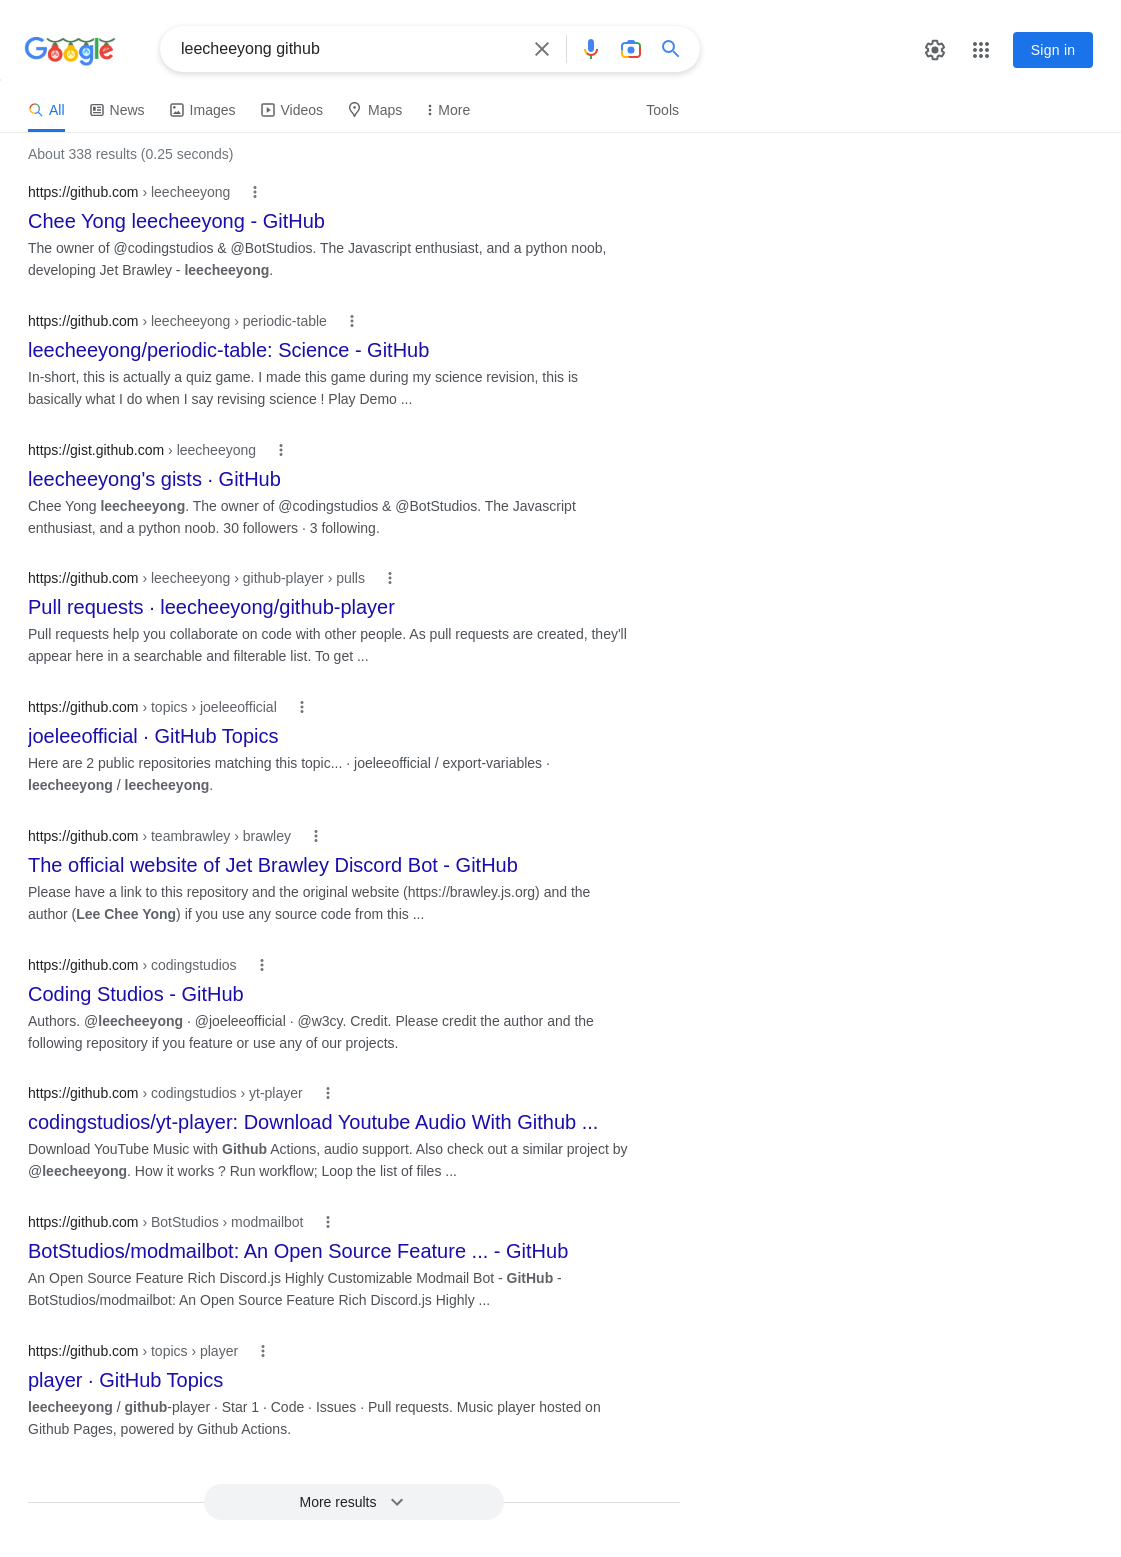 Google
leecheeyong github
Sign in
All
News
Images
Videos
Maps
More
Tools
About 338 results (0.25 seconds)
https://github.com › leecheeyong
Chee Yong leecheeyong - GitHub
The owner of @codingstudios & @BotStudios. The Javascript enthusiast, and a python noob,
developing Jet Brawley - leecheeyong.
https://github.com › leecheeyong › periodic-table
leecheeyong/periodic-table: Science - GitHub
In-short, this is actually a quiz game. I made this game during my science revision, this is
basically what I do when I say revising science ! Play Demo ...
https://gist.github.com › leecheeyong
leecheeyong's gists · GitHub
Chee Yong leecheeyong. The owner of @codingstudios & @BotStudios. The Javascript
enthusiast, and a python noob. 30 followers · 3 following.
https://github.com › leecheeyong › github-player › pulls
Pull requests · leecheeyong/github-player
Pull requests help you collaborate on code with other people. As pull requests are created, they'll
appear here in a searchable and filterable list. To get ...
https://github.com › topics › joeleeofficial
joeleeofficial · GitHub Topics
Here are 2 public repositories matching this topic... · joeleeofficial / export-variables ·
leecheeyong / leecheeyong.
https://github.com › teambrawley › brawley
The official website of Jet Brawley Discord Bot - GitHub
Please have a link to this repository and the original website (https://brawley.js.org) and the
author (Lee Chee Yong) if you use any source code from this ...
https://github.com › codingstudios
Coding Studios - GitHub
Authors. @leecheeyong · @joeleeofficial · @w3cy. Credit. Please credit the author and the
following repository if you feature or use any of our projects.
https://github.com › codingstudios › yt-player
codingstudios/yt-player: Download Youtube Audio With Github ...
Download YouTube Music with Github Actions, audio support. Also check out a similar project by
@leecheeyong. How it works ? Run workflow; Loop the list of files ...
https://github.com › BotStudios › modmailbot
BotStudios/modmailbot: An Open Source Feature ... - GitHub
An Open Source Feature Rich Discord.js Highly Customizable Modmail Bot - GitHub -
BotStudios/modmailbot: An Open Source Feature Rich Discord.js Highly ...
https://github.com › topics › player
player · GitHub Topics
leecheeyong / github-player · Star 1 · Code · Issues · Pull requests. Music player hosted on
Github Pages, powered by Github Actions.
More results